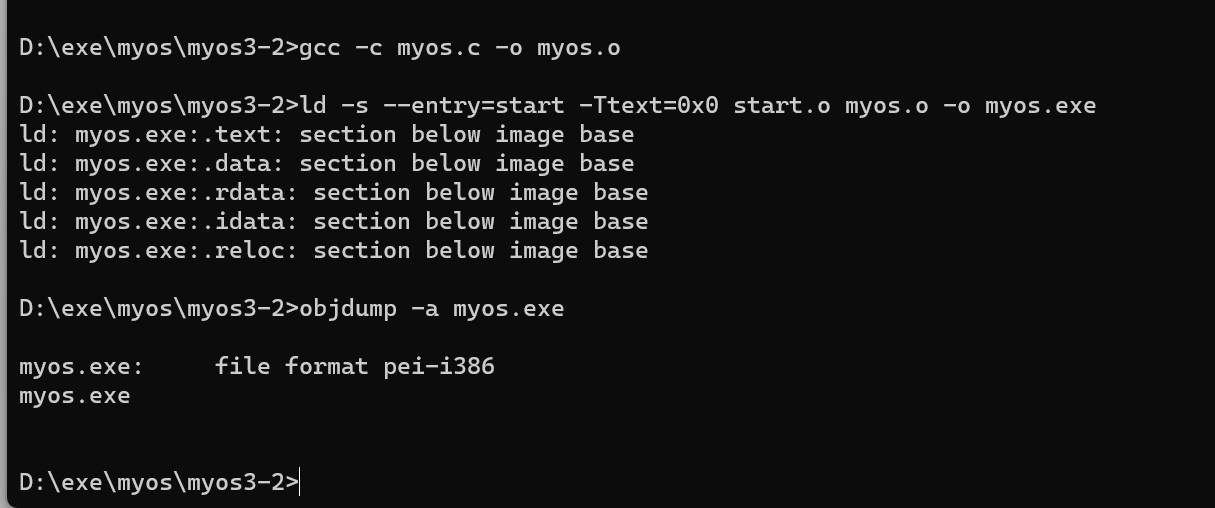 D:\exe\myos\myos3-2>gcc -c myos.c -o myos.o
D:\exe\myos\myos3-2>ld -s --entry=start -Ttext=0x0 start.o myos.o -o myos.exe
ld: myos.exe:.text: section below image base
ld: myos.exe:.data: section below image base
ld: myos.exe:.rdata: section below image base
ld: myos.exe:.idata: section below image base
ld: myos.exe:.reloc: section below image base
D:\exe\myos\myos3-2>objdump -a myos.exe
myos.exe:     file format pei-i386
myos.exe
D:\exe\myos\myos3-2>